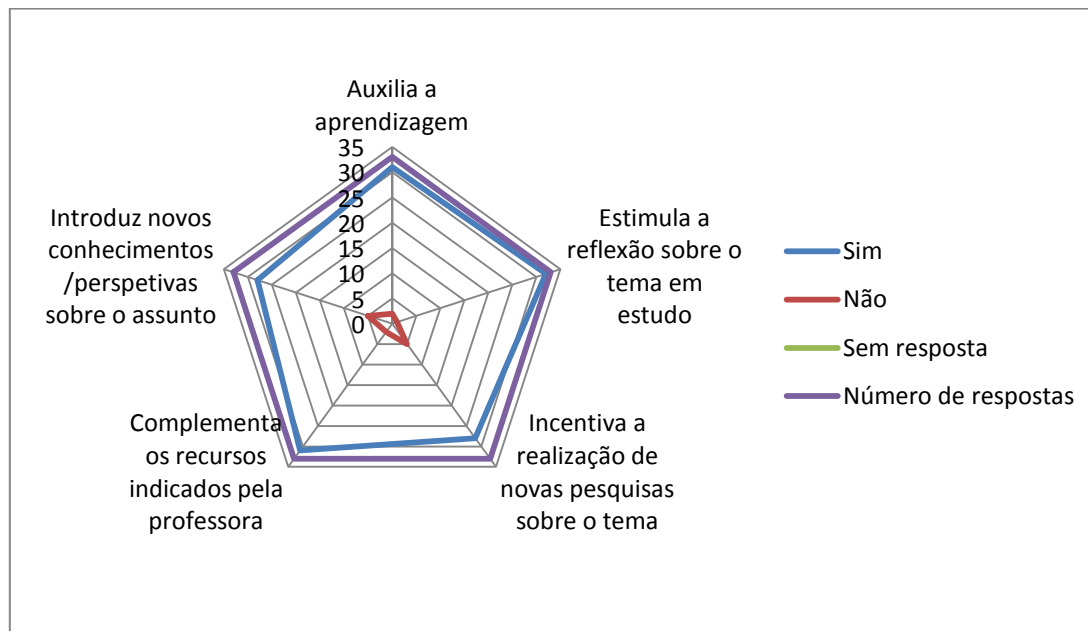 Auxilia a
aprendizagem
35
30
25
20
15
10
5
0
Estimula a
reflexão sobre o
tema em
estudo
Incentiva a
realização de
novas pesquisas
sobre o tema
Complementa
os recursos
indicados pela
professora
Introduz novos
conhecimentos
/perspetivas
sobre o assunto
Sim
Não
Sem resposta
Número de respostas